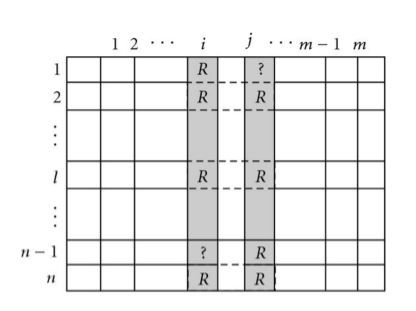 1 2 ⋯ i j ⋯ m − 1 m
1 R ?
2 R R
⋮
l R R
⋮
n − 1 ? R
n R R